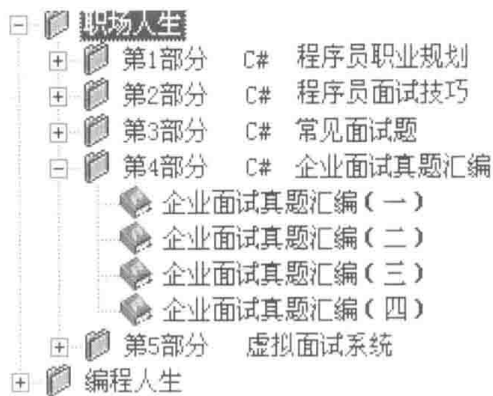 职场人生
第1部分 C# 程序员职业规划
第2部分 C# 程序员面试技巧
第3部分 C# 常见面试题
第4部分 C# 企业面试真题汇编
企业面试真题汇编(一)
企业面试真题汇编(二)
企业面试真题汇编(三)
企业面试真题汇编(四)
第5部分 虚拟面试系统
编程人生